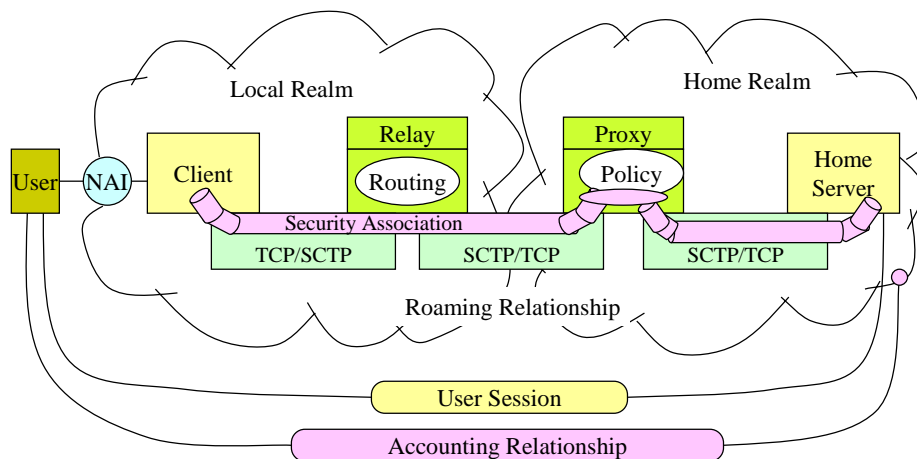 Local Realm
Home Realm
Relay
Proxy
User
NAI
Client
Routing
Policy
Home
Server
Security Association
TCP/SCTP
SCTP/TCP
SCTP/TCP
Roaming Relationship
User Session
Accounting Relationship